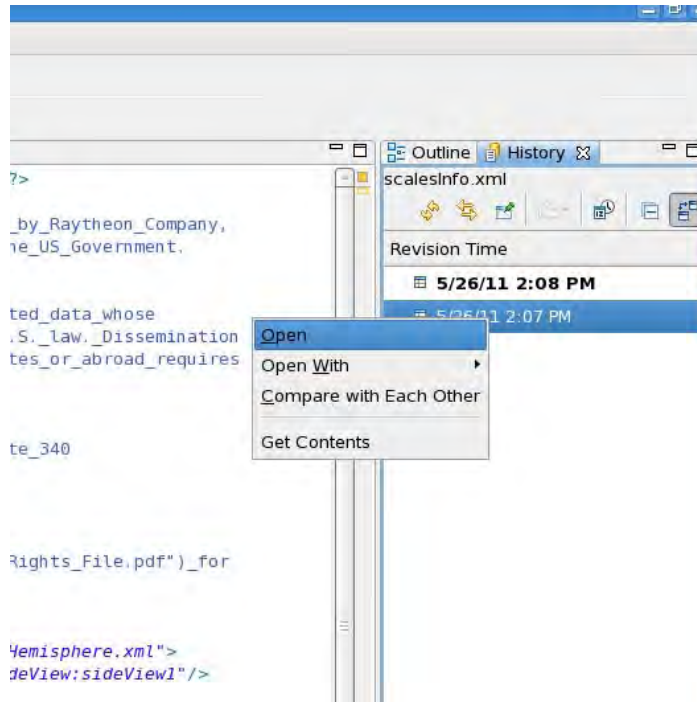 Outline History
?>
scalesInfo.xml
_by_Raytheon_Company,
he_US_Government.
Revision Time
5/26/11 2:08 PM
5/26/11 2:07 PM
ted_data_whose
.S._law._Dissemination
tes_or_abroad_requires
Open
Open With
Compare with Each Other
Get Contents
te_340
Rights_File.pdf")_for
Hemisphere.xml">
deView:sideView1"/>